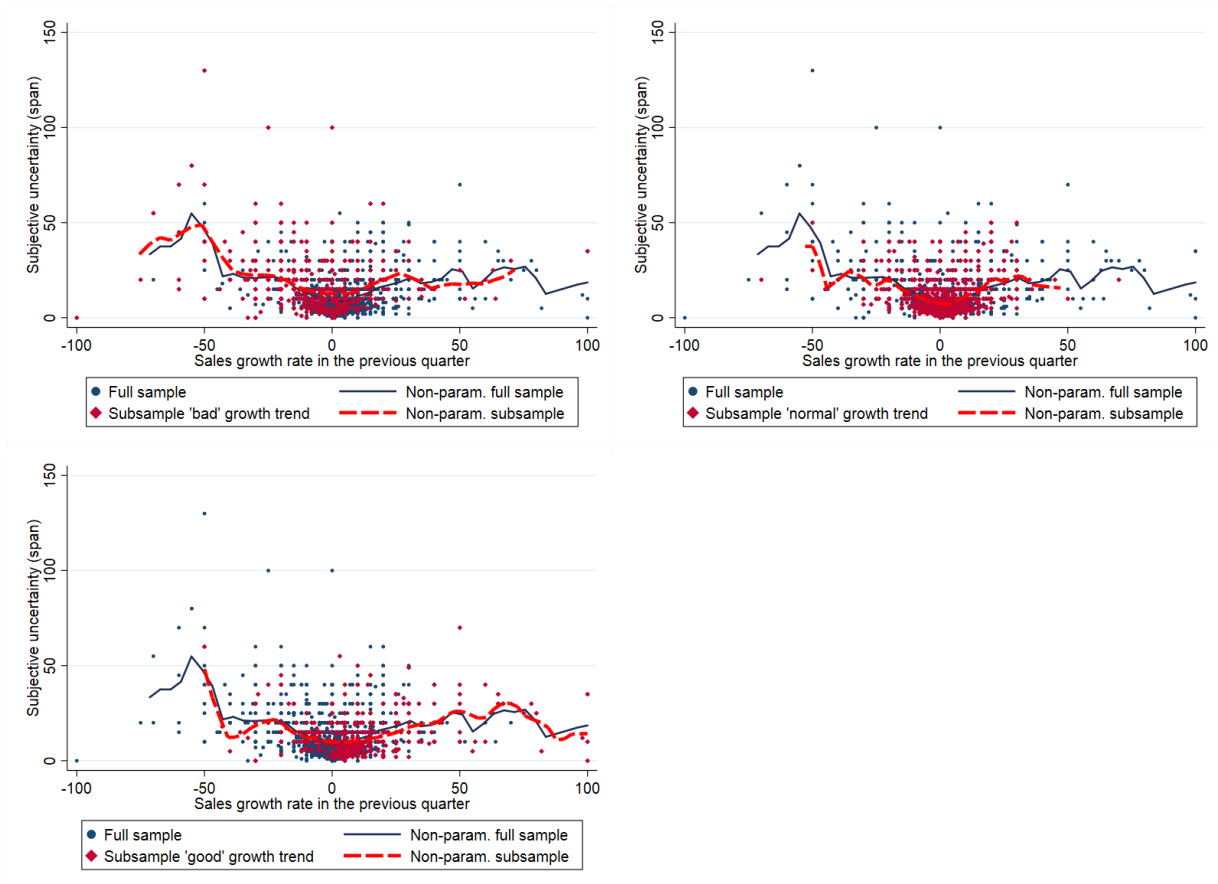 Subjective uncertainty (span)
150
100
50
0
-100 -50 0 50 100
Sales growth rate in the previous quarter
Full sample Non-param. full sample
Subsample 'bad' growth trend Non-param. subsample
Subjective uncertainty (span)
150
100
50
0
-100 -50 0 50 100
Sales growth rate in the previous quarter
Full sample Non-param. full sample
Subsample 'normal' growth trend Non-param. subsample
Subjective uncertainty (span)
150
100
50
0
-100 -50 0 50 100
Sales growth rate in the previous quarter
Full sample Non-param. full sample
Subsample 'good' growth trend Non-param. subsample